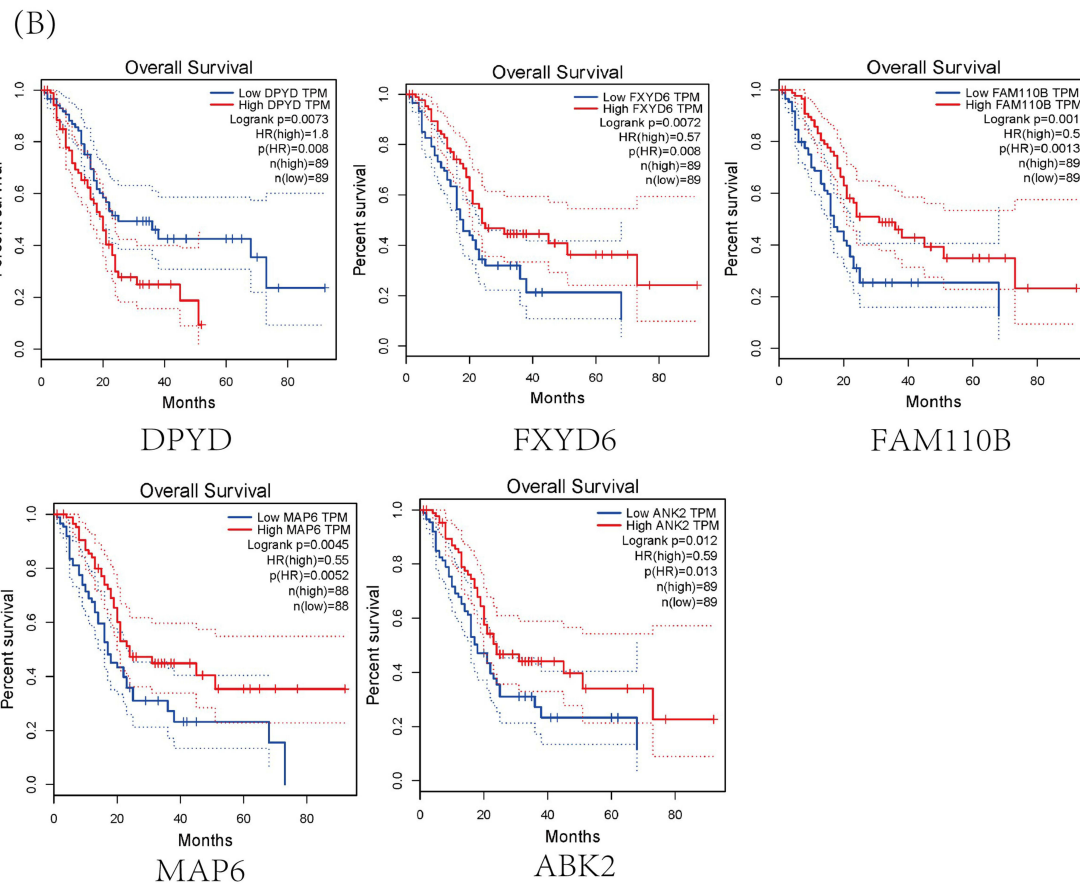 (B)
Overall Survival
Low DPYD TPM
High DPYD TPM
Logrank p=0.0073
HR(high)=1.8
p(HR)=0.008
n(high)=89
n(low)=89
1.0
0.8
0.6
0.4
0.2
0.0
0 20 40 60 80
Months
DPYD
Overall Survival
Low FXYD6 TPM
High FXYD6 TPM
Logrank p=0.0072
HR(high)=0.57
p(HR)=0.008
n(high)=89
n(low)=89
Percent survival
1.0
0.8
0.6
0.4
0.2
0.0
0 20 40 60 80
Months
FXYD6
Overall Survival
Low FAM110B TPM
High FAM110B TPM
Logrank p=0.001
HR(high)=0.5
p(HR)=0.0013
n(high)=89
n(low)=89
Percent survival
1.0
0.8
0.6
0.4
0.2
0.0
0 20 40 60 80
Months
FAM110B
Overall Survival
Low MAP6 TPM
High MAP6 TPM
Logrank p=0.0045
HR(high)=0.55
p(HR)=0.0052
n(high)=88
n(low)=88
Percent survival
1.0
0.8
0.6
0.4
0.2
0.0
0 20 40 60 80
Months
MAP6
Overall Survival
Low ANK2 TPM
High ANK2 TPM
Logrank p=0.012
HR(high)=0.59
p(HR)=0.013
n(high)=89
n(low)=89
Percent survival
1.0
0.8
0.6
0.4
0.2
0.0
0 20 40 60 80
Months
ABK2